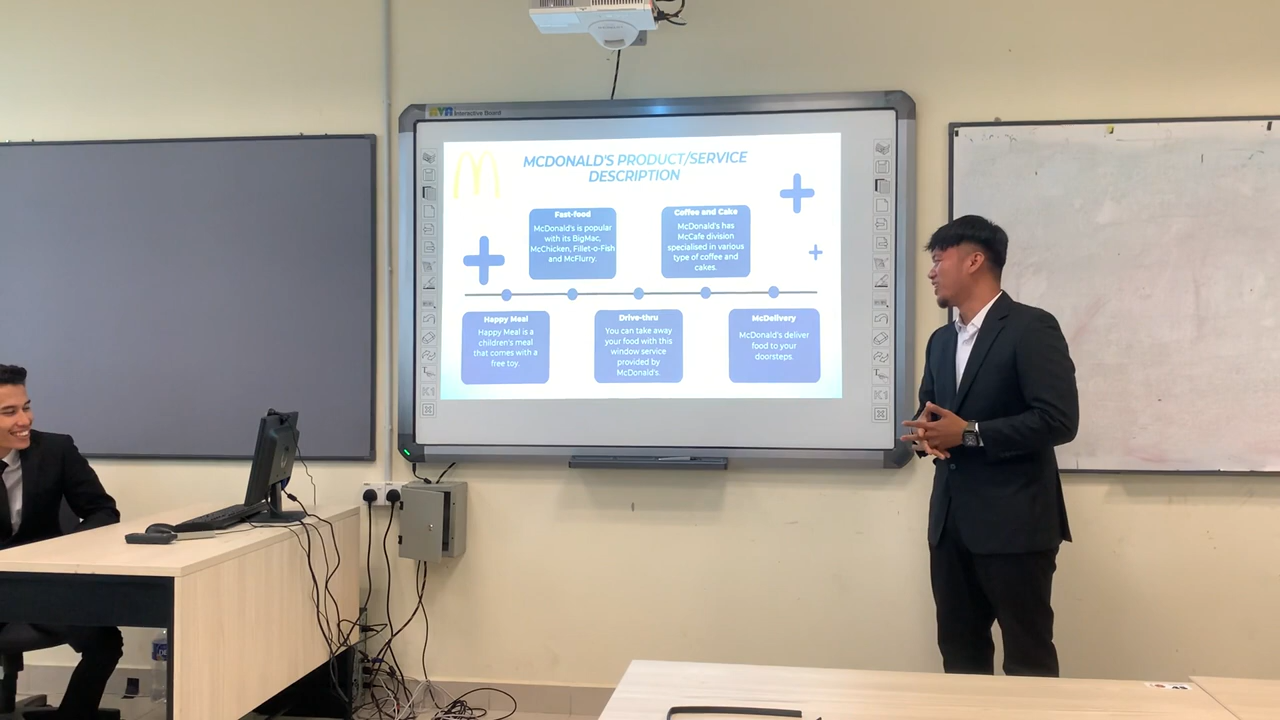 Interactive Board
MCDONALD'S PRODUCT/SERVICE
DESCRIPTION
Fast-food
McDonald's is popular
with its BigMac,
McChicken, Fillet-o-Fish
and McFlurry.
Coffee and Cake
McDonald's has
McCafe division
specialised in various
type of coffee and
cakes.
Happy Meal
Happy Meal is a
children's meal
that comes with a
free toy.
Drive-thru
You can take away
your food with this
window service
provided by
McDonald's.
McDelivery
McDonald's deliver
food to your
doorsteps.